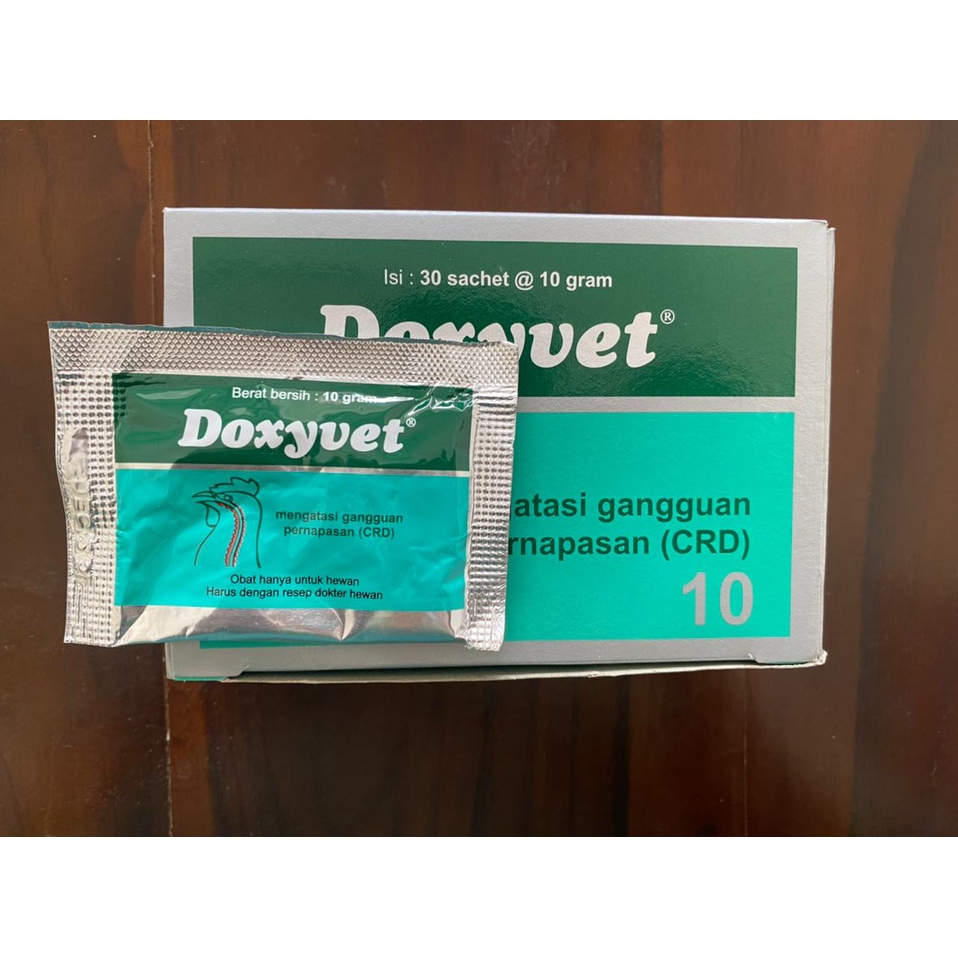 Isi : 30 sachet @ 10 gram
Doxyvet®
atasi gangguan
rnapasan (CRD)
10
Berat bersih : 10 gram
Doxyvet®
mengatasi gangguan
pernapasan (CRD)
Obat hanya untuk hewan
Harus dengan resep dokter hewan